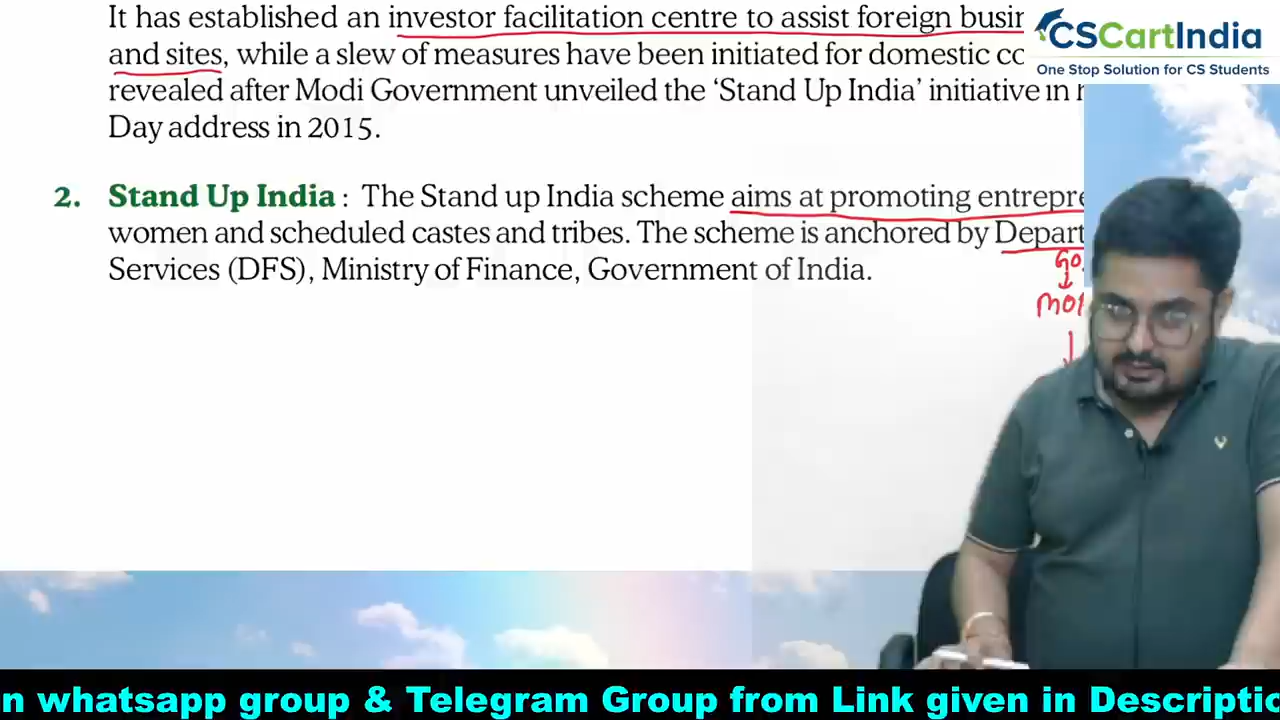 It has established an investor facilitation centre to assist foreign busin
and sites, while a slew of measures have been initiated for domestic co
revealed after Modi Government unveiled the ‘Stand Up India’ initiative in
Day address in 2015.
2. Stand Up India : The Stand up India scheme aims at promoting entrepre
women and scheduled castes and tribes. The scheme is anchored by Depart
Services (DFS), Ministry of Finance, Government of India.
CSCartIndia
One Stop Solution for CS Students
n whatsapp group & Telegram Group from Link given in Descriptio